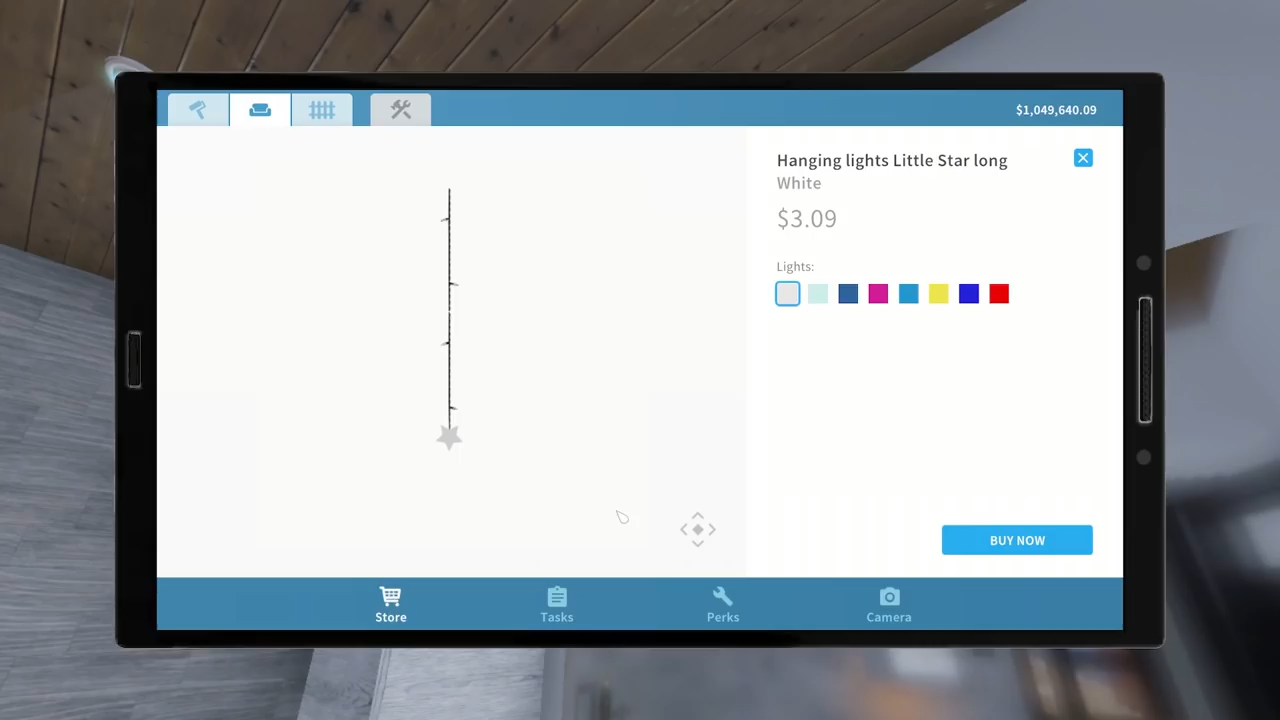 $1,049,640.09
Hanging lights Little Star long
White
$3.09
Lights:
BUY NOW
Store
Tasks
Perks
Camera